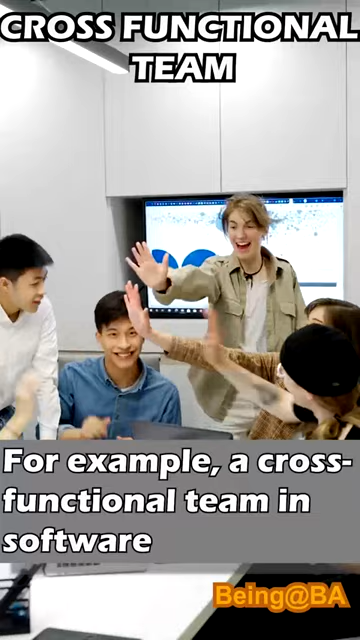 CROSS FUNCTIONAL
TEAM
For example, a cross-
functional team in
software
Being@BA